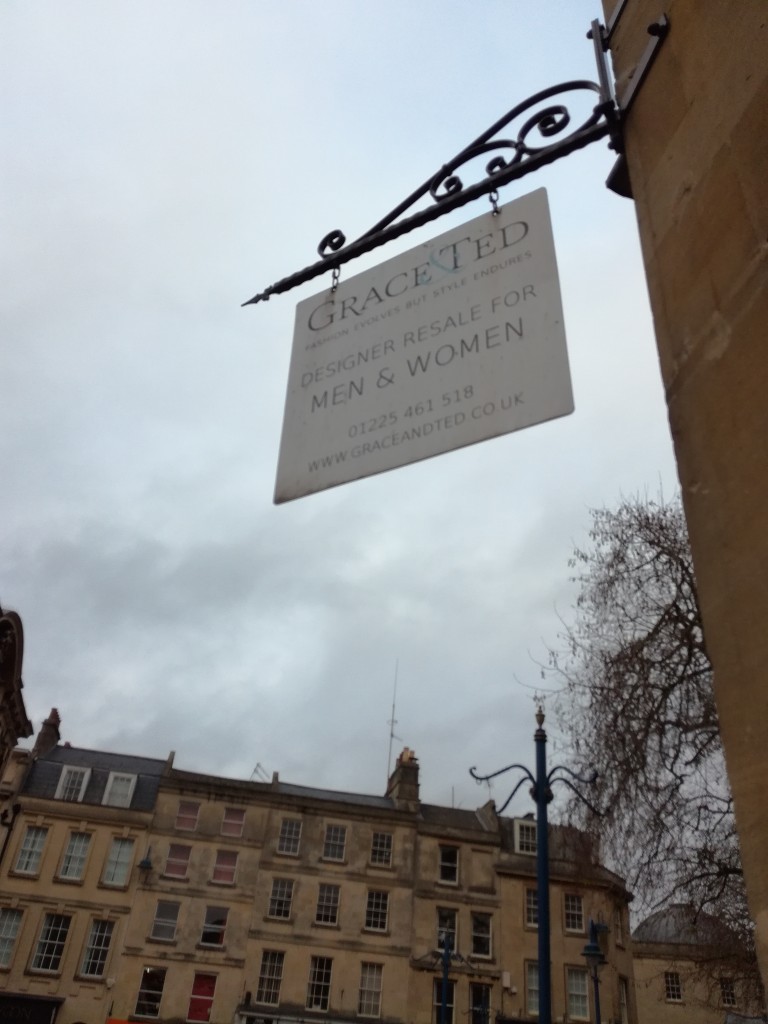 GRACE & TED
FASHION EVOLVES BUT STYLE ENDURES
DESIGNER RESALE FOR
MEN & WOMEN
01225 461 518
WWW.GRACEANDTED.CO.UK